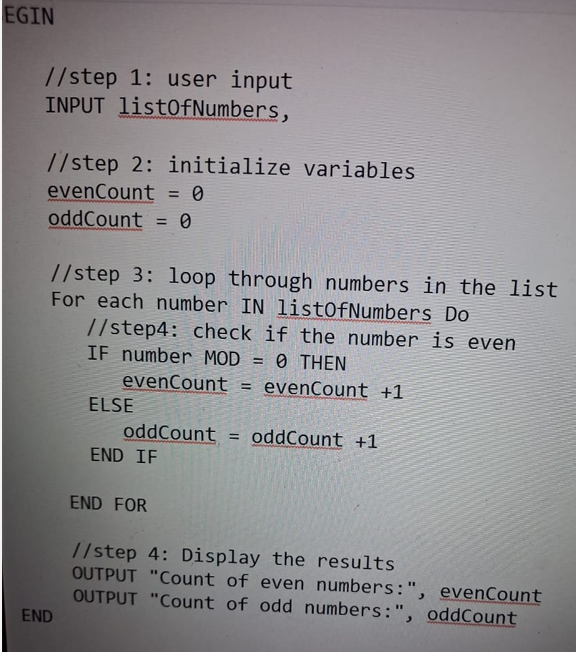 EGIN
//step 1: user input
INPUT listOfNumbers,
//step 2: initialize variables
evenCount = 0
oddCount = 0
//step 3: loop through numbers in the list
For each number IN listOfNumbers Do
//step4: check if the number is even
IF number MOD = 0 THEN
evenCount = evenCount +1
ELSE
oddCount = oddCount +1
END IF
END FOR
//step 4: Display the results
OUTPUT "Count of even numbers:", evenCount
OUTPUT "Count of odd numbers:", oddCount
END